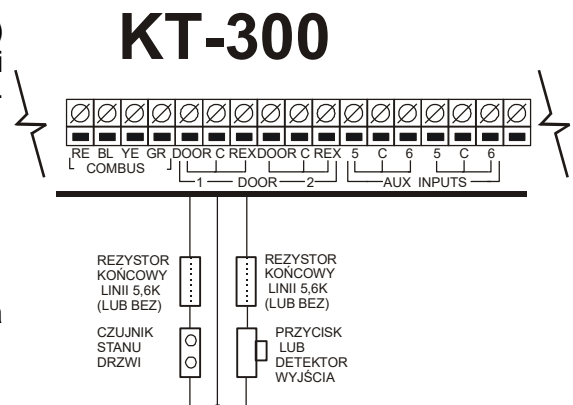 )
KT-300
i
RE BL YE GR DOOR C REX DOOR C REX 5 C 6 5 C 6
COMBUS
1 DOOR 2 AUX INPUTS
REZYSTOR
KOŃCOWY
LINII 5,6K
(LUB BEZ)
REZYSTOR
KOŃCOWY
LINII 5,6K
(LUB BEZ)
a
CZUJNIK
STANU
DRZWI
PRZYCISK
LUB
DETEKTOR
WYJŚCIA